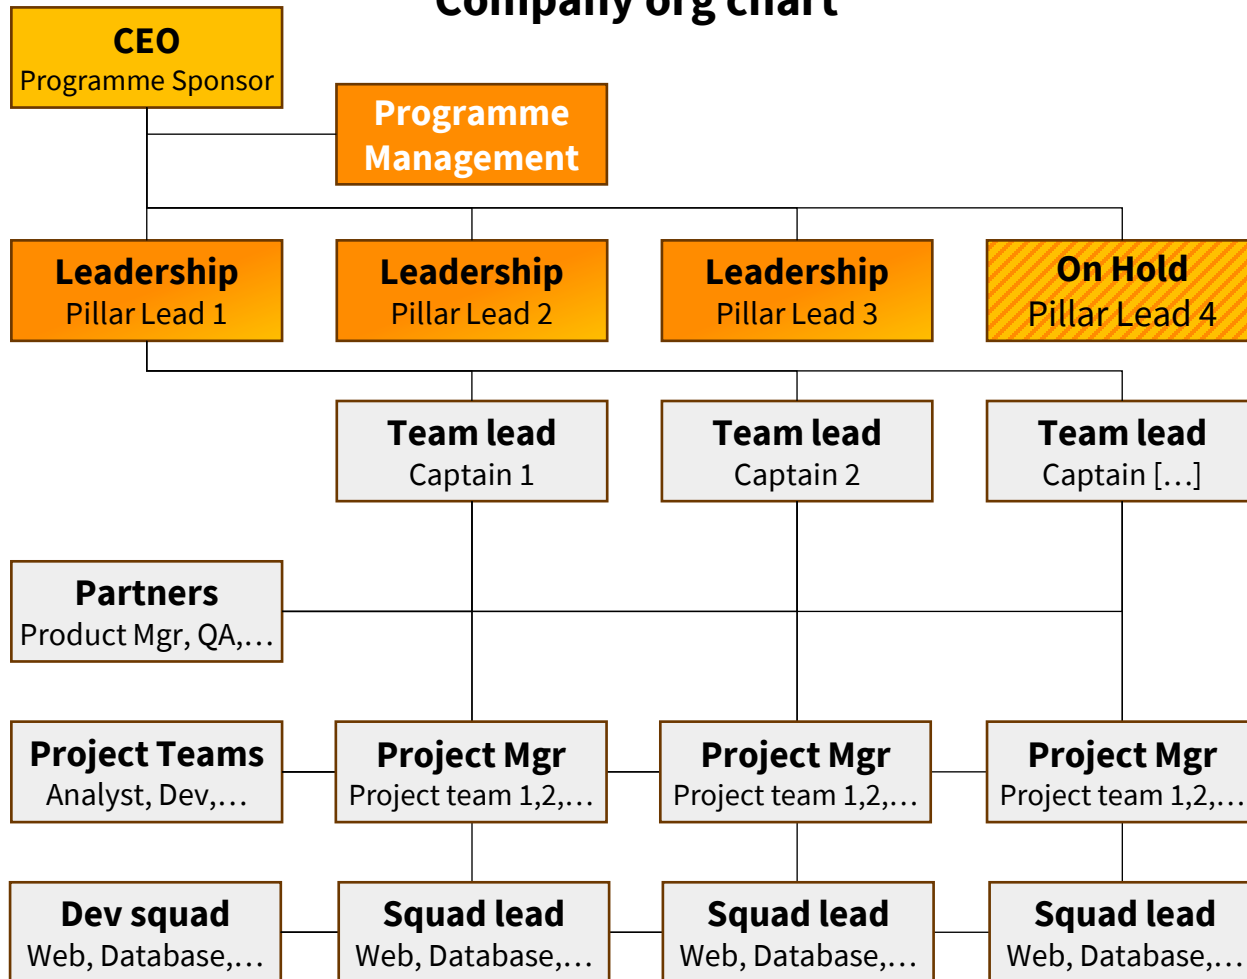 Company org chart
CEO
Programme Sponsor
Programme
Management
Leadership
Pillar Lead 1
Leadership
Pillar Lead 2
Leadership
Pillar Lead 3
On Hold
Pillar Lead 4
Team lead
Captain 1
Team lead
Captain 2
Team lead
Captain […]
Partners
Product Mgr, QA,…
Project Teams
Analyst, Dev,…
Project Mgr
Project team 1,2,…
Project Mgr
Project team 1,2,…
Project Mgr
Project team 1,2,…
Dev squad
Web, Database,…
Squad lead
Web, Database,…
Squad lead
Web, Database,…
Squad lead
Web, Database,…